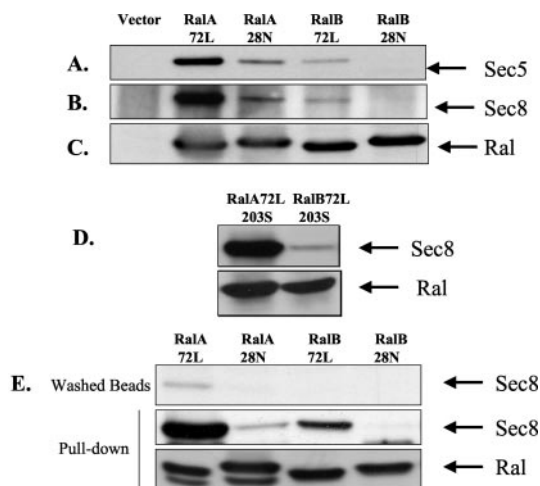 Vector RalA RalA RalB RalB
72L 28N 72L 28N
A. Sec5
B. Sec8
C. Ral
RalA72L RalB72L
203S 203S
D. Sec8
Ral
RalA RalA RalB RalB
72L 28N 72L 28N
E. Washed Beads Sec8
Sec8
Pull-down
Ral